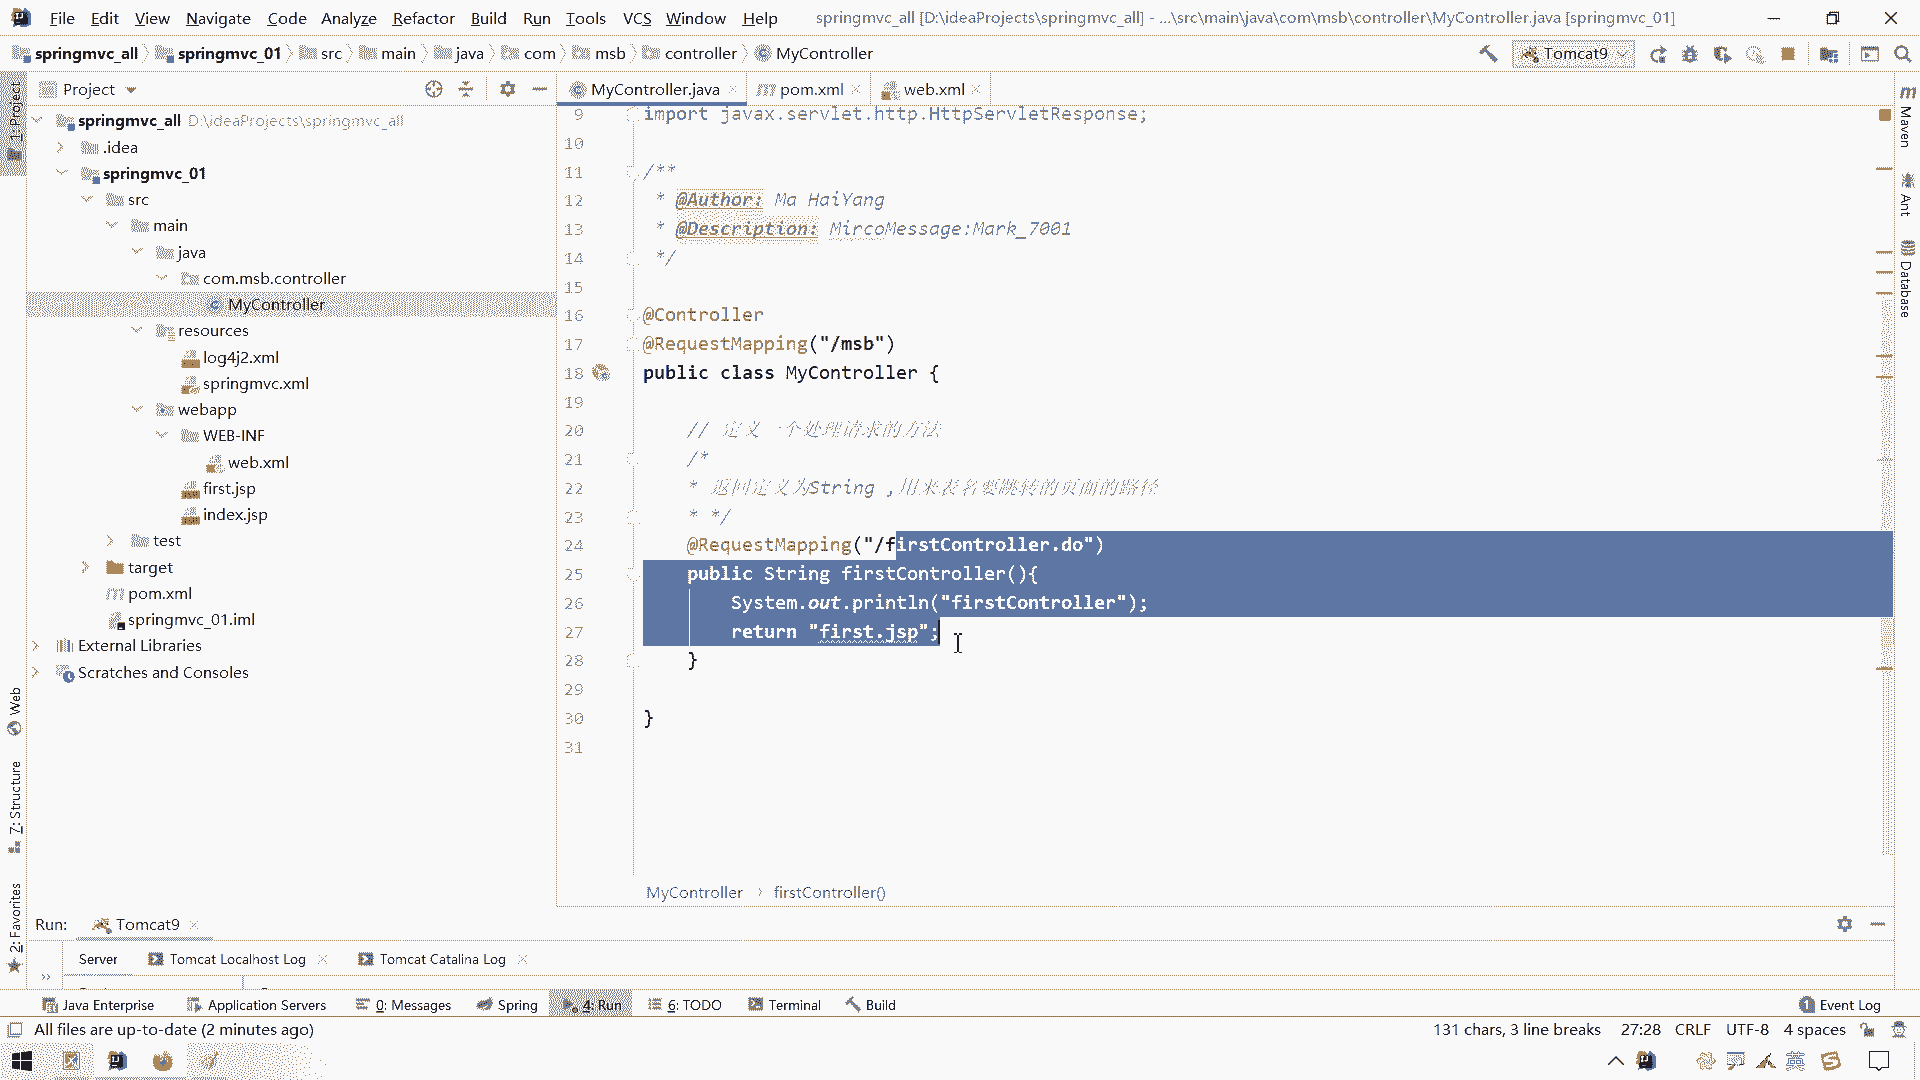 File Edit View Navigate Code Analyze Refactor Build Run Tools VCS Window Help springmvc_all [D:\ideaProjects\springmvc_all] - ...\src\main\java\com\msb\controller\MyController.java [springmvc_01]
springmvc_all springmvc_01 src main java com msb controller MyController Tomcat9
Project
MyController.java pom.xml web.xml
springmvc_all D:\ideaProjects\springmvc_all
.idea
springmvc_01
src
main
java
com.msb.controller
MyController
resources
log4j2.xml
springmvc.xml
webapp
WEB-INF
web.xml
first.jsp
index.jsp
test
target
pom.xml
springmvc_01.iml
External Libraries
Scratches and Consoles
9 import javax.servlet.http.HttpServletResponse;
10
11 /**
12 * @Author: Ma HaiYang
13 * @Description: MircoMessage:Mark_7001
14 */
15
16 @Controller
17 @RequestMapping("/msb")
18 public class MyController {
19
20 // 定义一个处理请求的方法
21 /*
22 * 返回定义为String ,用来表名要跳转的页面的路径
23 * */
24 @RequestMapping("/firstController.do")
25 public String firstController(){
26 System.out.println("firstController");
27 return "first.jsp";
28 }
29
30 }
31
MyController firstController()
1: Project
Web
7: Structure
2: Favorites
Maven
Ant
Database
Run: Tomcat9
Server Tomcat Localhost Log Tomcat Catalina Log
Java Enterprise Application Servers 0: Messages Spring 4: Run 6: TODO Terminal Build 1 Event Log
All files are up-to-date (2 minutes ago) 131 chars, 3 line breaks 27:28 CRLF UTF-8 4 spaces
英